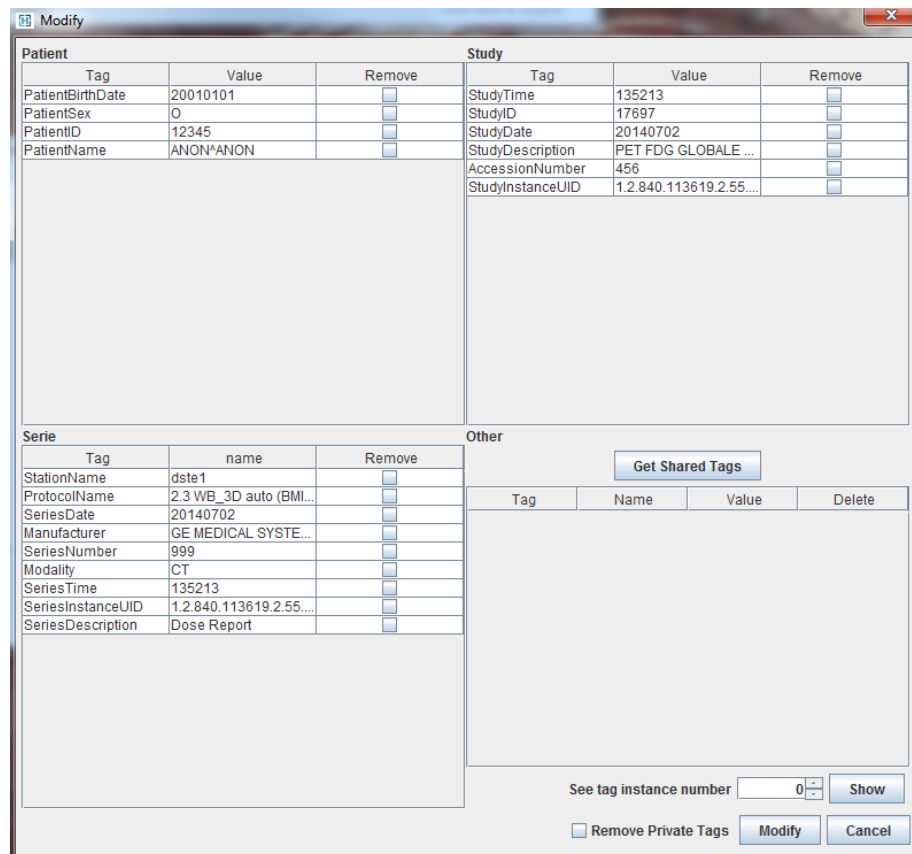 Modify
Patient
Tag Value Remove
PatientBirthDate 20010101
PatientSex O
PatientID 12345
PatientName ANON^ANON
Study
Tag Value Remove
StudyTime 135213
StudyID 17697
StudyDate 20140702
StudyDescription PET FDG GLOBALE ...
AccessionNumber 456
StudyInstanceUID 1.2.840.113619.2.55....
Serie
Tag name Remove
StationName dste1
ProtocolName 2.3 WB_3D auto (BMI...
SeriesDate 20140702
Manufacturer GE MEDICAL SYSTE...
SeriesNumber 999
Modality CT
SeriesTime 135213
SeriesInstanceUID 1.2.840.113619.2.55....
SeriesDescription Dose Report
Other
Get Shared Tags
Tag Name Value Delete
See tag instance number 0 Show
Remove Private Tags Modify Cancel